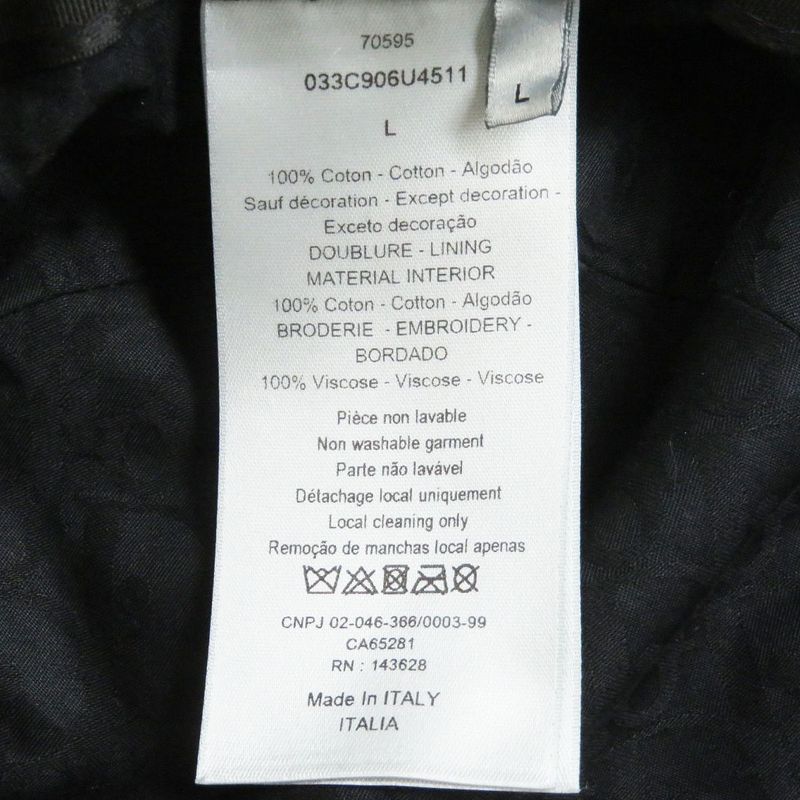 70595
033C906U4511
L
L
100% Coton - Cotton - Algodão
Sauf décoration - Except decoration -
Exceto decoração
DOUBLURE - LINING
MATERIAL INTERIOR
100% Coton - Cotton - Algodão
BRODERIE - EMBROIDERY -
BORDADO
100% Viscose - Viscose - Viscose
Pièce non lavable
Non washable garment
Parte não lavável
Détachage local uniquement
Local cleaning only
Remoção de manchas local apenas
CNPJ 02-046-366/0003-99
CA65281
RN : 143628
Made In ITALY
ITALIA